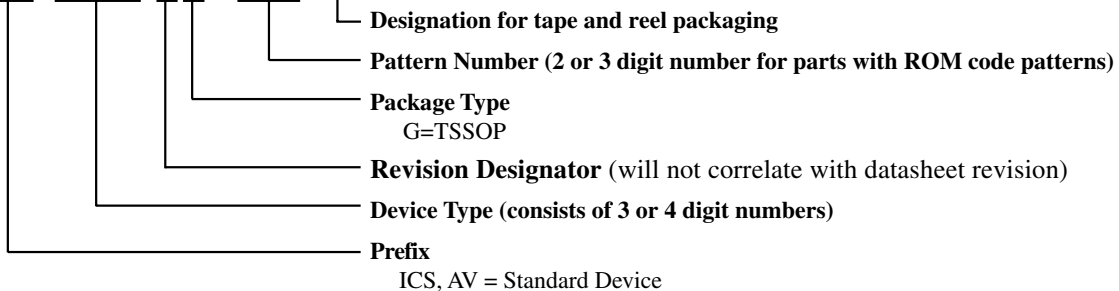 Designation for tape and reel packaging
Pattern Number (2 or 3 digit number for parts with ROM code patterns)
Package Type
G=TSSOP
Revision Designator (will not correlate with datasheet revision)
Device Type (consists of 3 or 4 digit numbers)
Prefix
ICS, AV = Standard Device